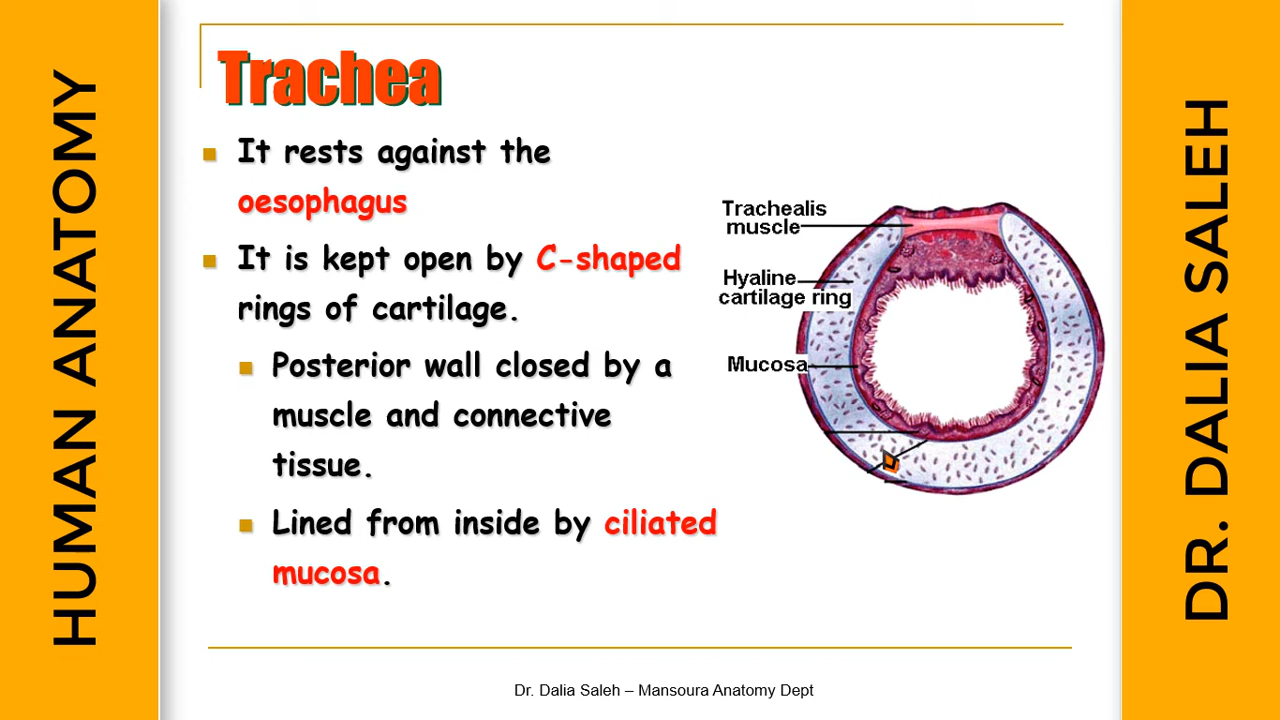 HUMAN ANATOMY
Trachea
It rests against the
oesophagus
It is kept open by C-shaped
rings of cartilage.
Posterior wall closed by a
muscle and connective
tissue.
Lined from inside by ciliated
mucosa.
Trachealis
muscle
Hyaline
cartilage ring
Mucosa
Dr. Dalia Saleh – Mansoura Anatomy Dept
DR. DALIA SALEH